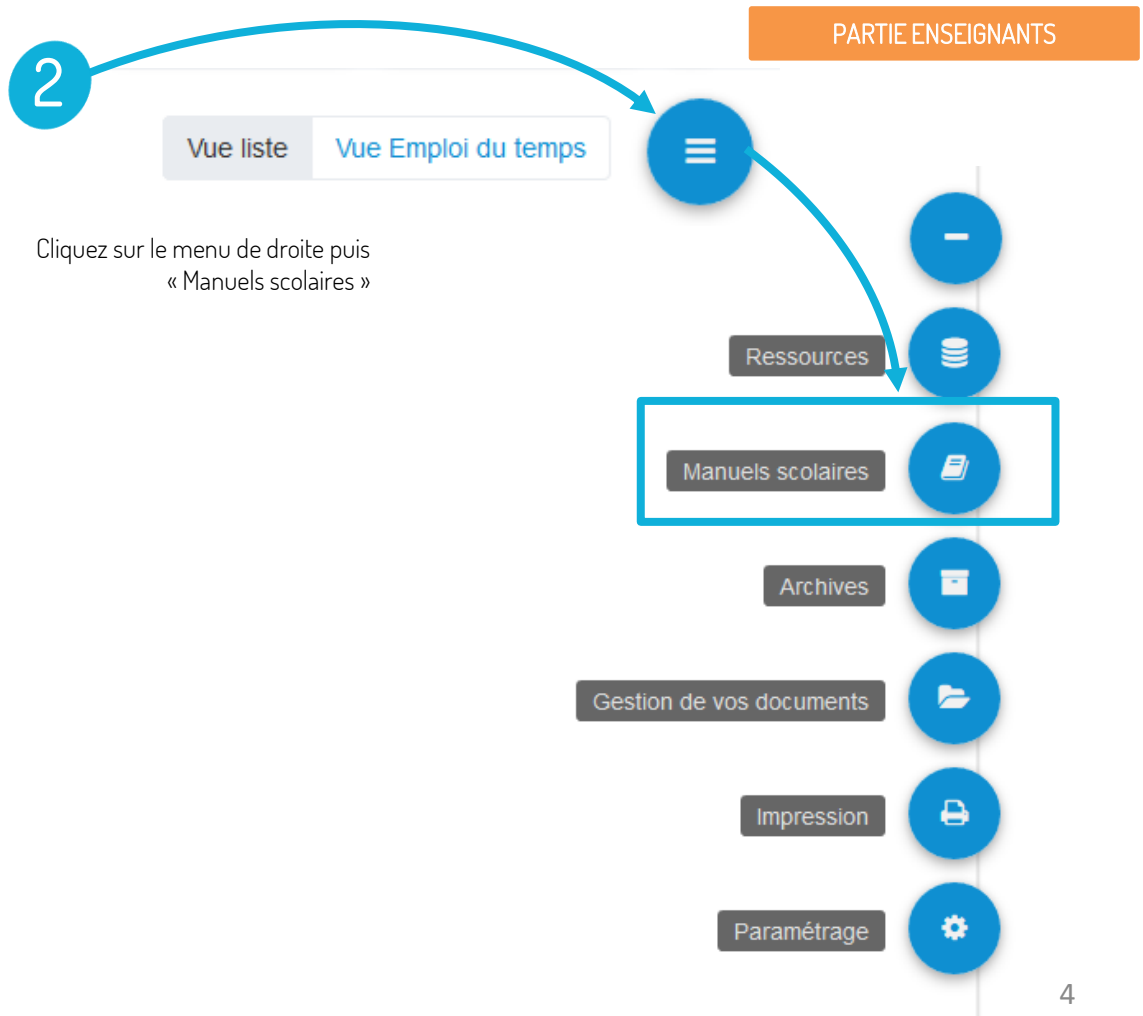 PARTIE ENSEIGNANTS
2
Vue liste
Vue Emploi du temps
Cliquez sur le menu de droite puis
« Manuels scolaires »
Ressources
Manuels scolaires
Archives
Gestion de vos documents
Impression
Paramétrage
4